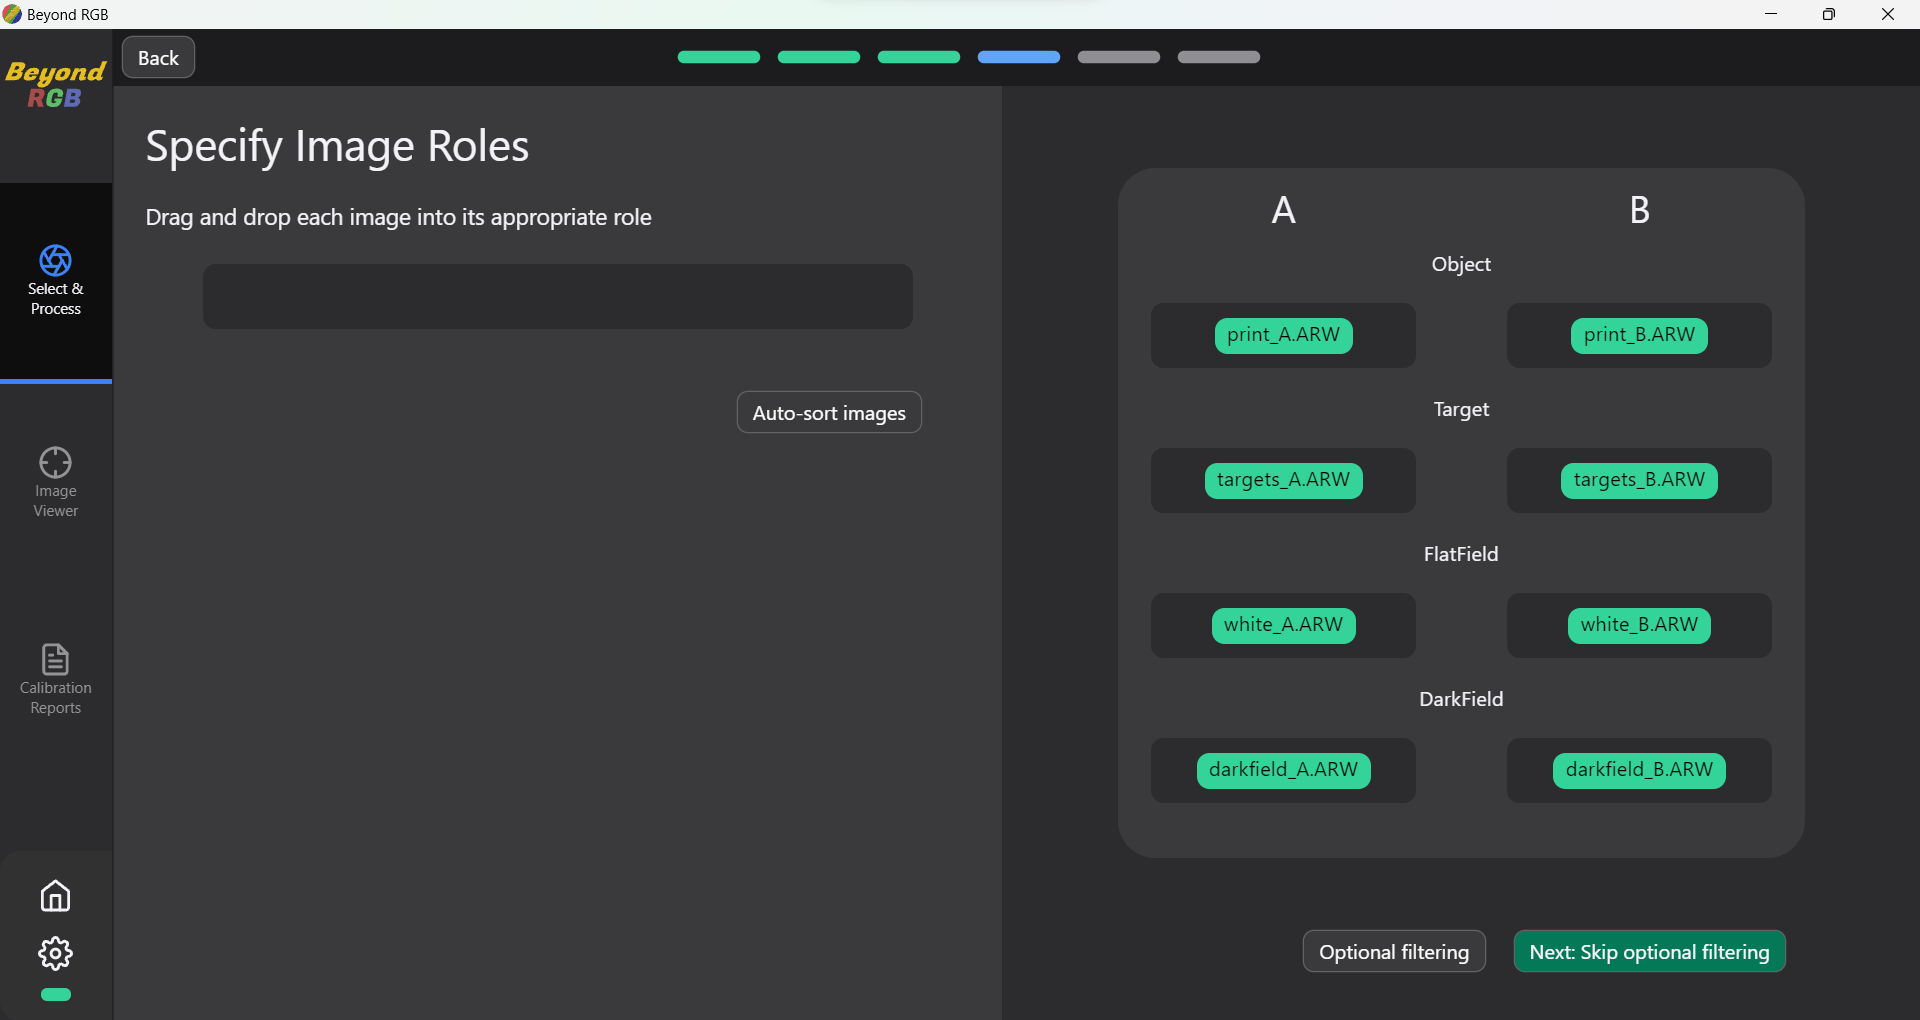 Beyond RGB
Back
Beyond
RGB
Specify Image Roles
Drag and drop each image into its appropriate role
Auto-sort images
Select &
Process
Image
Viewer
Calibration
Reports
A B
Object
print_A.ARW print_B.ARW
Target
targets_A.ARW targets_B.ARW
FlatField
white_A.ARW white_B.ARW
DarkField
darkfield_A.ARW darkfield_B.ARW
Optional filtering Next: Skip optional filtering